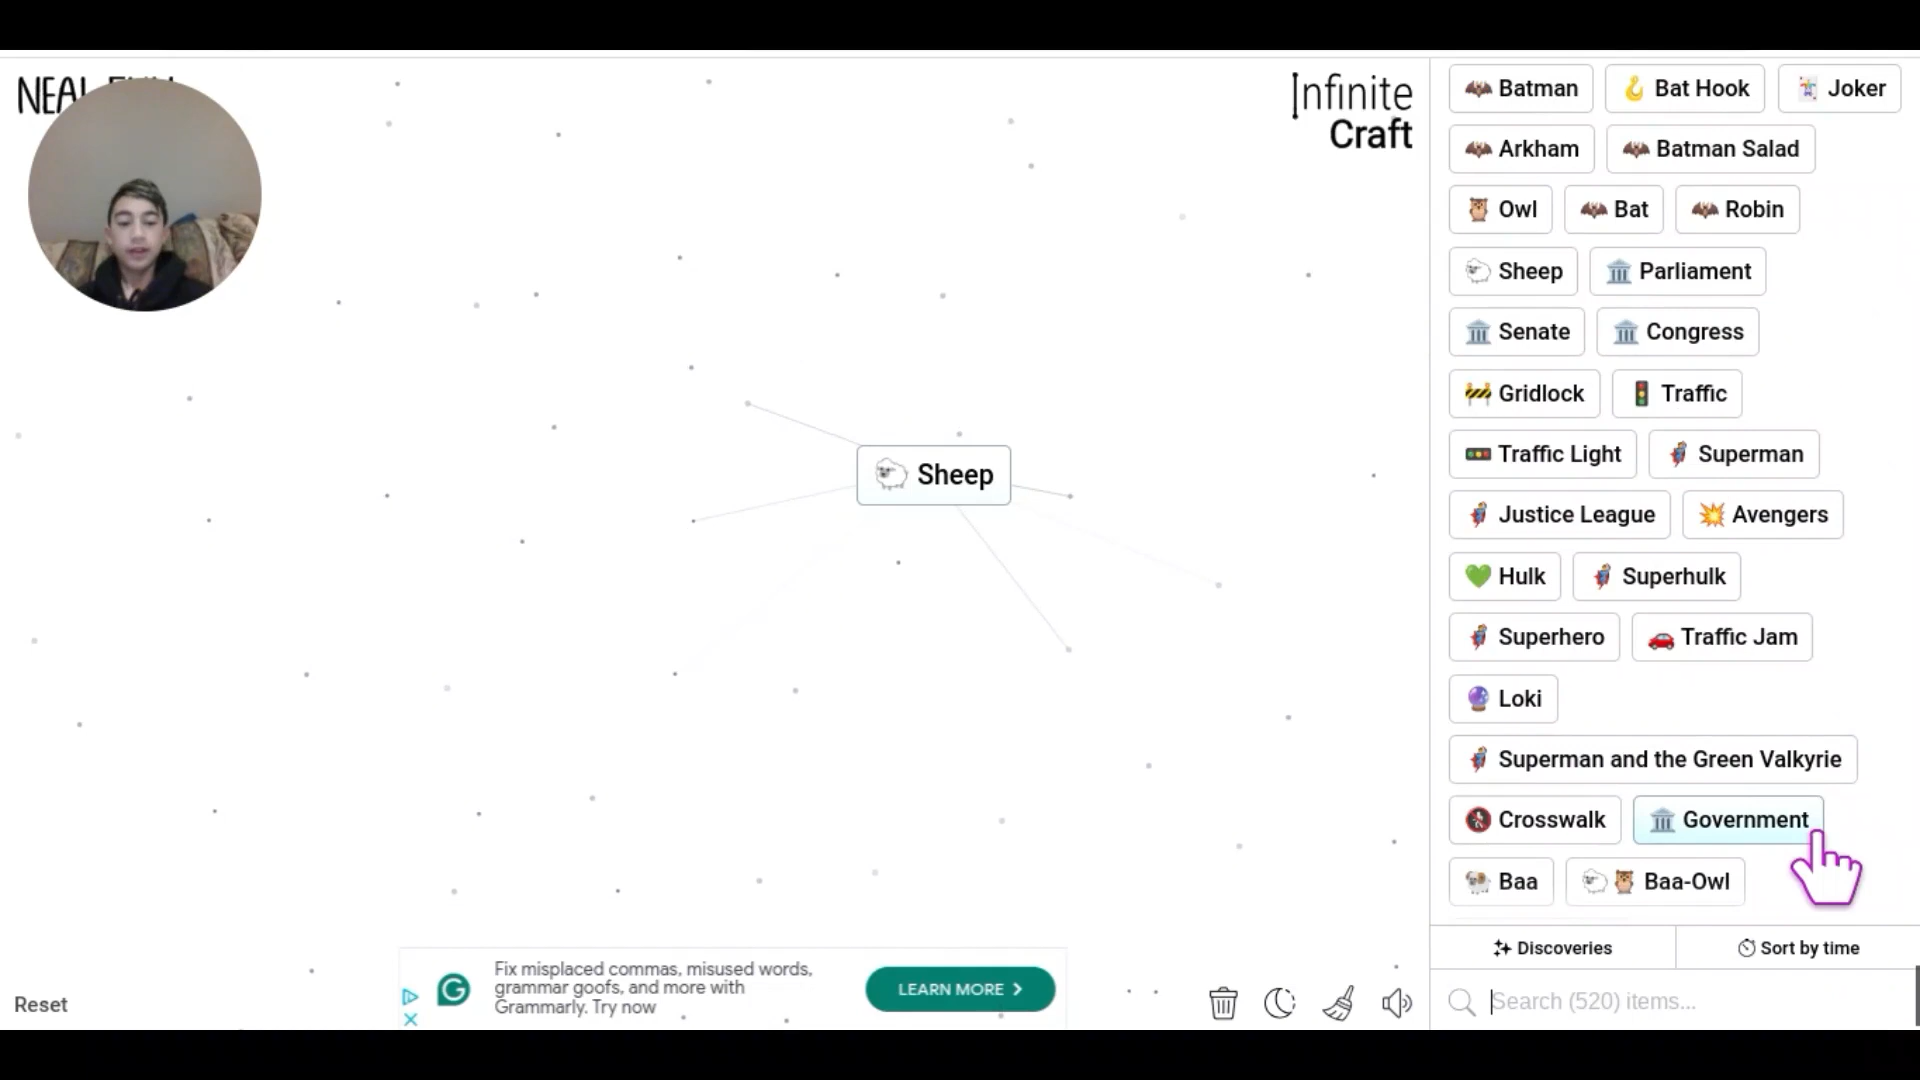 NEAL
Infinite
Craft
Sheep
Batman
Bat Hook
Joker
Arkham
Batman Salad
Owl
Bat
Robin
Sheep
Parliament
Senate
Congress
Gridlock
Traffic
Traffic Light
Superman
Justice League
Avengers
Hulk
Superhulk
Superhero
Traffic Jam
Loki
Superman and the Green Valkyrie
Crosswalk
Government
Baa
Baa-Owl
Discoveries
Sort by time
Search (520) items...
Reset
Fix misplaced commas, misused words,
grammar goofs, and more with
Grammarly. Try now
LEARN MORE